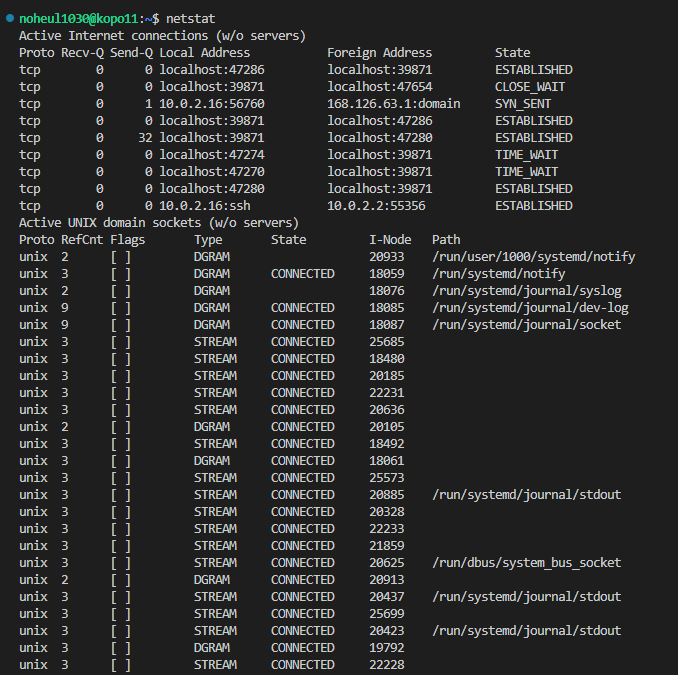 noheul1030@kopo11:~$ netstat
Active Internet connections (w/o servers)
Proto Recv-Q Send-Q Local Address           Foreign Address         State
tcp        0      0 localhost:47286         localhost:39871         ESTABLISHED
tcp        0      0 localhost:39871         localhost:47654         CLOSE_WAIT
tcp        0      1 10.0.2.16:56760         168.126.63.1:domain     SYN_SENT
tcp        0      0 localhost:39871         localhost:47286         ESTABLISHED
tcp        0     32 localhost:39871         localhost:47280         ESTABLISHED
tcp        0      0 localhost:47274         localhost:39871         TIME_WAIT
tcp        0      0 localhost:47270         localhost:39871         TIME_WAIT
tcp        0      0 localhost:47280         localhost:39871         ESTABLISHED
tcp        0      0 10.0.2.16:ssh           10.0.2.2:55356          ESTABLISHED
Active UNIX domain sockets (w/o servers)
Proto RefCnt Flags       Type       State         I-Node   Path
unix  2      [ ]         DGRAM                    20933    /run/user/1000/systemd/notify
unix  3      [ ]         DGRAM      CONNECTED     18059    /run/systemd/notify
unix  2      [ ]         DGRAM                    18076    /run/systemd/journal/syslog
unix  9      [ ]         DGRAM      CONNECTED     18085    /run/systemd/journal/dev-log
unix  9      [ ]         DGRAM      CONNECTED     18087    /run/systemd/journal/socket
unix  3      [ ]         STREAM     CONNECTED     25685
unix  3      [ ]         STREAM     CONNECTED     18480
unix  3      [ ]         STREAM     CONNECTED     20185
unix  3      [ ]         STREAM     CONNECTED     22231
unix  3      [ ]         STREAM     CONNECTED     20636
unix  2      [ ]         DGRAM      CONNECTED     20105
unix  3      [ ]         STREAM     CONNECTED     18492
unix  3      [ ]         DGRAM      CONNECTED     18061
unix  3      [ ]         STREAM     CONNECTED     25573
unix  3      [ ]         STREAM     CONNECTED     20885    /run/systemd/journal/stdout
unix  3      [ ]         STREAM     CONNECTED     20328
unix  3      [ ]         STREAM     CONNECTED     22233
unix  3      [ ]         STREAM     CONNECTED     21859
unix  3      [ ]         STREAM     CONNECTED     20625    /run/dbus/system_bus_socket
unix  2      [ ]         DGRAM      CONNECTED     20913
unix  3      [ ]         STREAM     CONNECTED     20437    /run/systemd/journal/stdout
unix  3      [ ]         STREAM     CONNECTED     25699
unix  3      [ ]         STREAM     CONNECTED     20423    /run/systemd/journal/stdout
unix  3      [ ]         DGRAM      CONNECTED     19792
unix  3      [ ]         STREAM     CONNECTED     22228